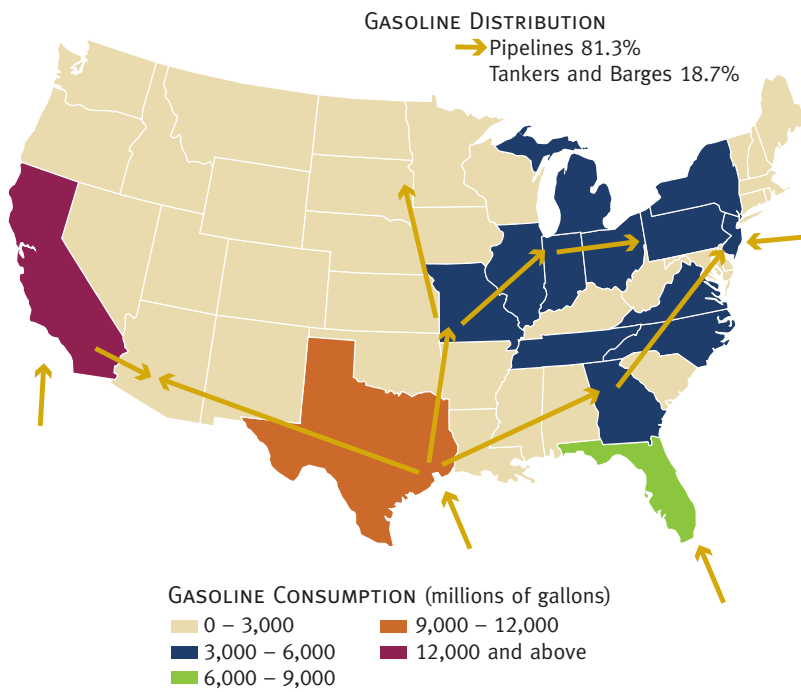 GASOLINE DISTRIBUTION
Pipelines 81.3%
Tankers and Barges 18.7%
GASOLINE CONSUMPTION (millions of gallons)
0 – 3,000
3,000 – 6,000
6,000 – 9,000
9,000 – 12,000
12,000 and above